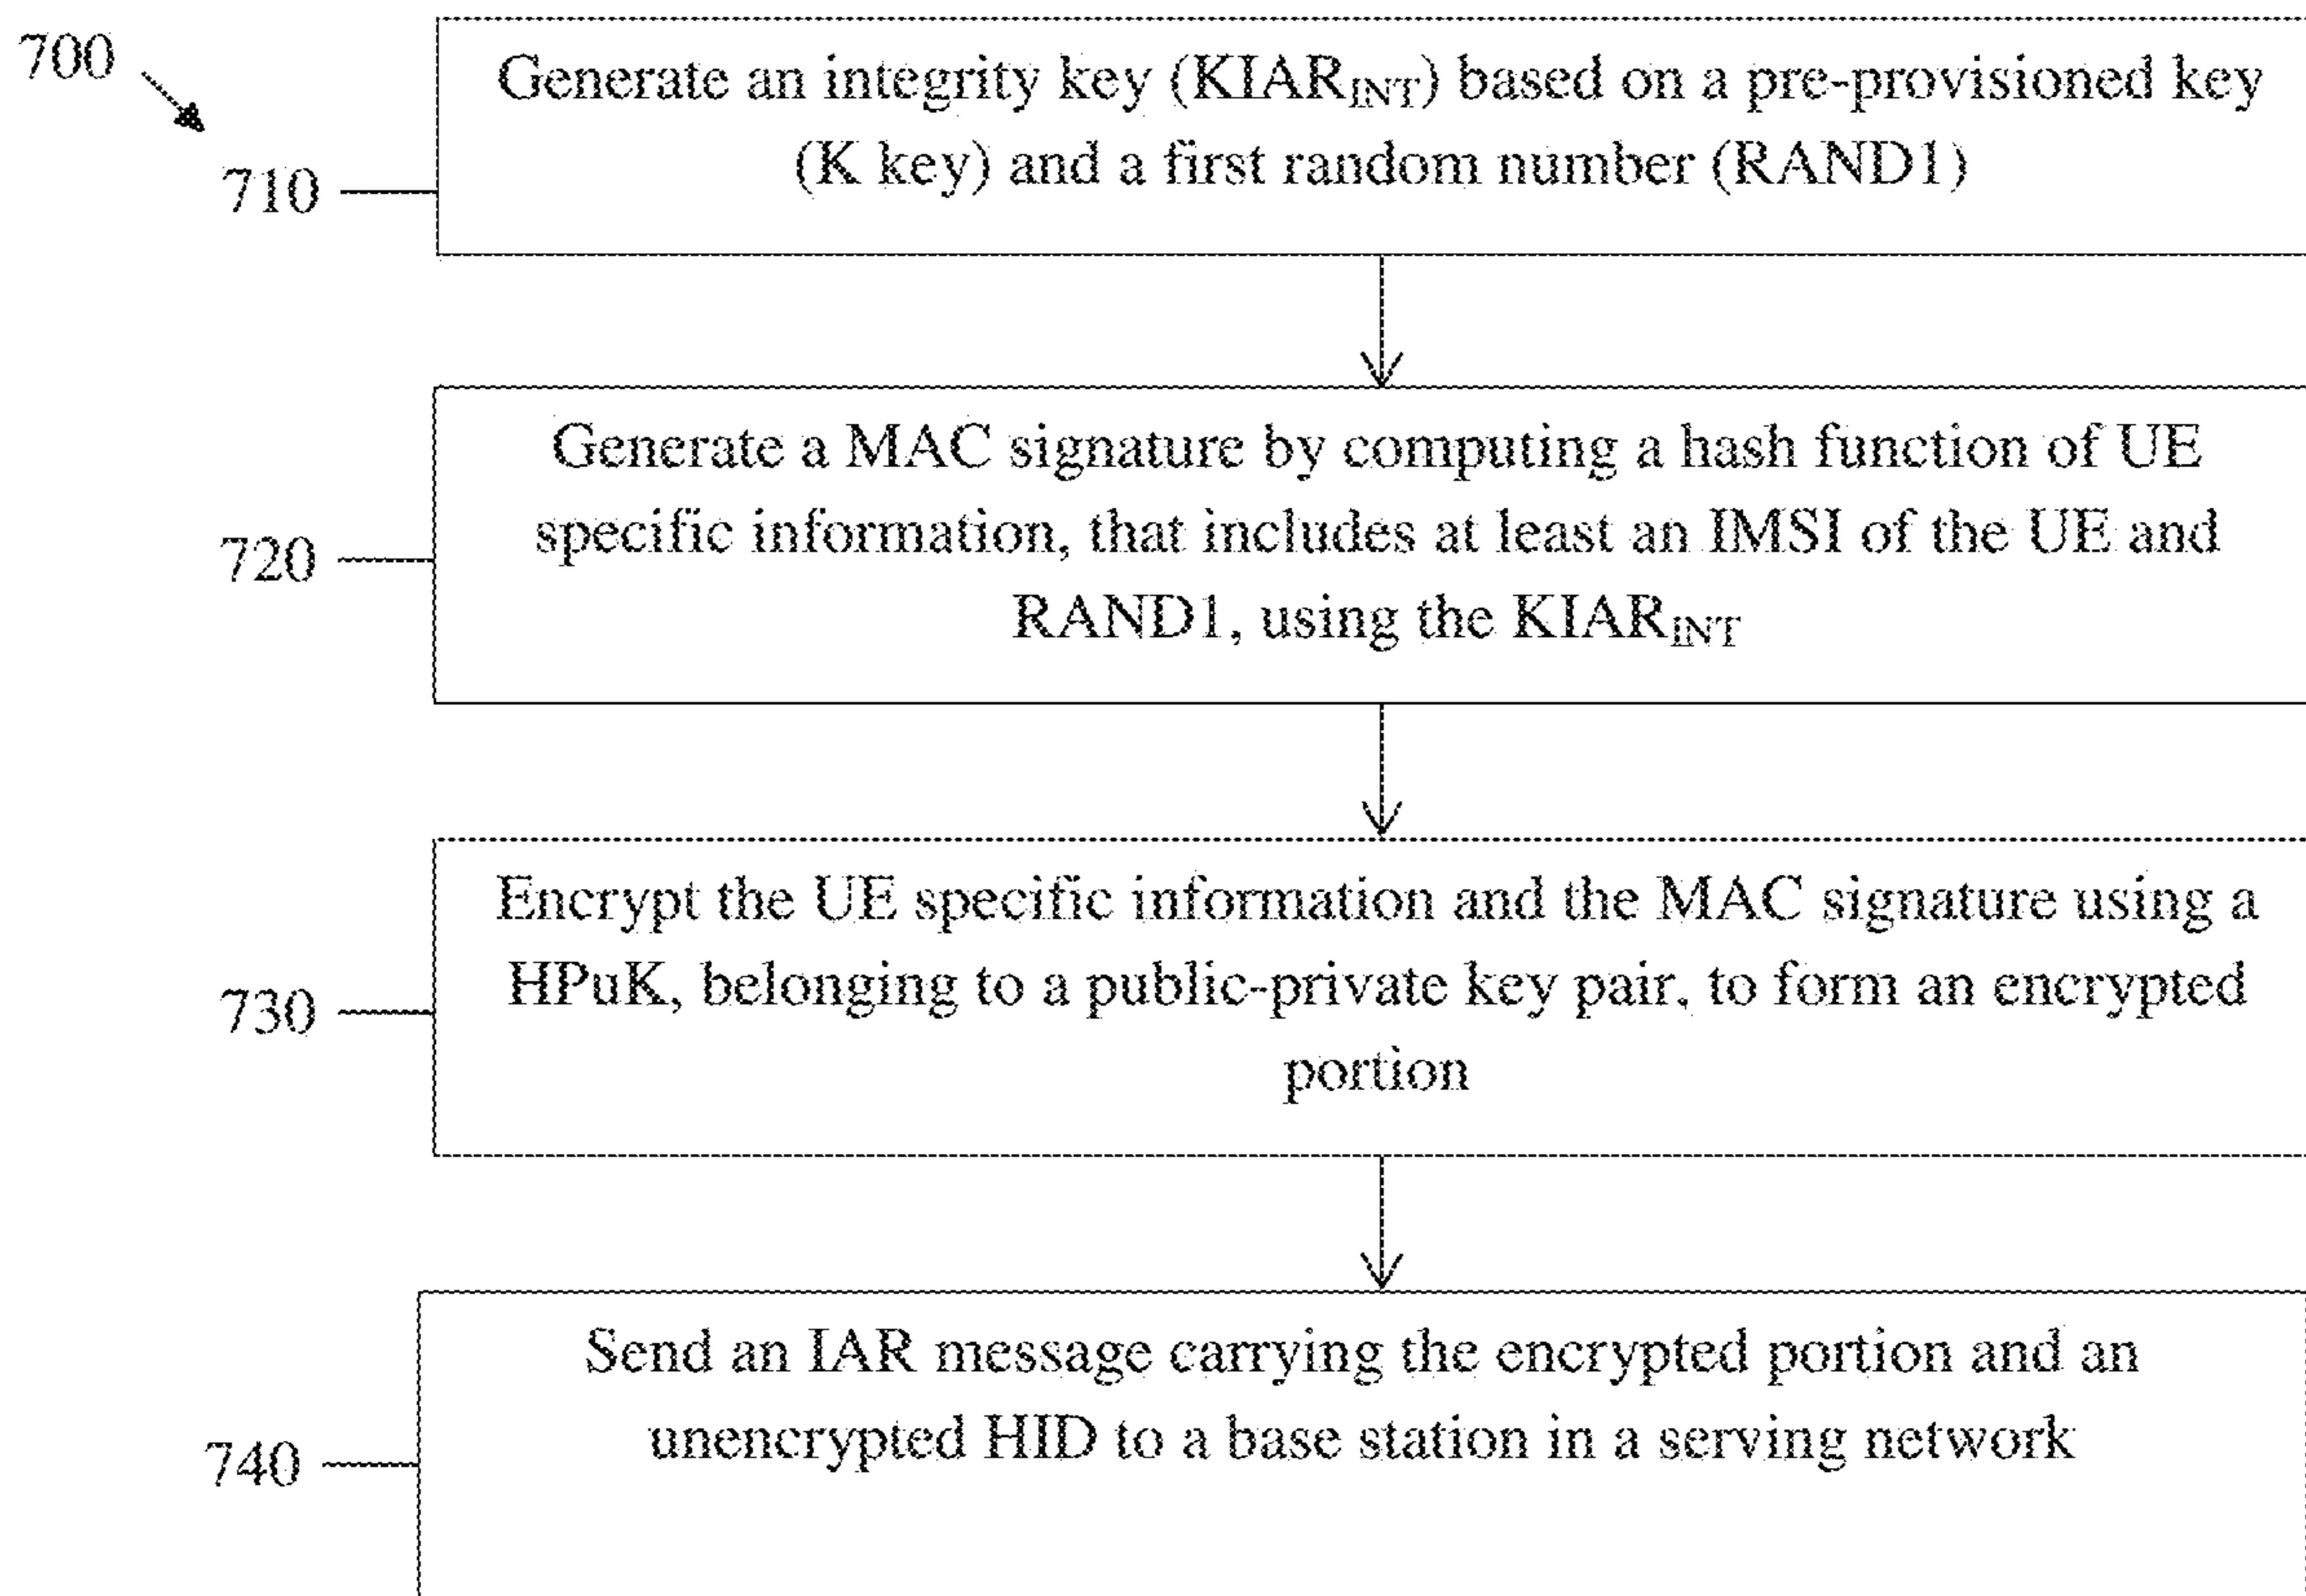 700
Generate an integrity key (KIAR_INT) based on a pre-provisioned key
(K key) and a first random number (RAND1)
710
Generate a MAC signature by computing a hash function of UE
specific information, that includes at least an IMSI of the UE and
RAND1, using the KIAR_INT
720
Encrypt the UE specific information and the MAC signature using a
HPuK, belonging to a public-private key pair, to form an encrypted
portion
730
Send an IAR message carrying the encrypted portion and an
unencrypted HID to a base station in a serving network
740